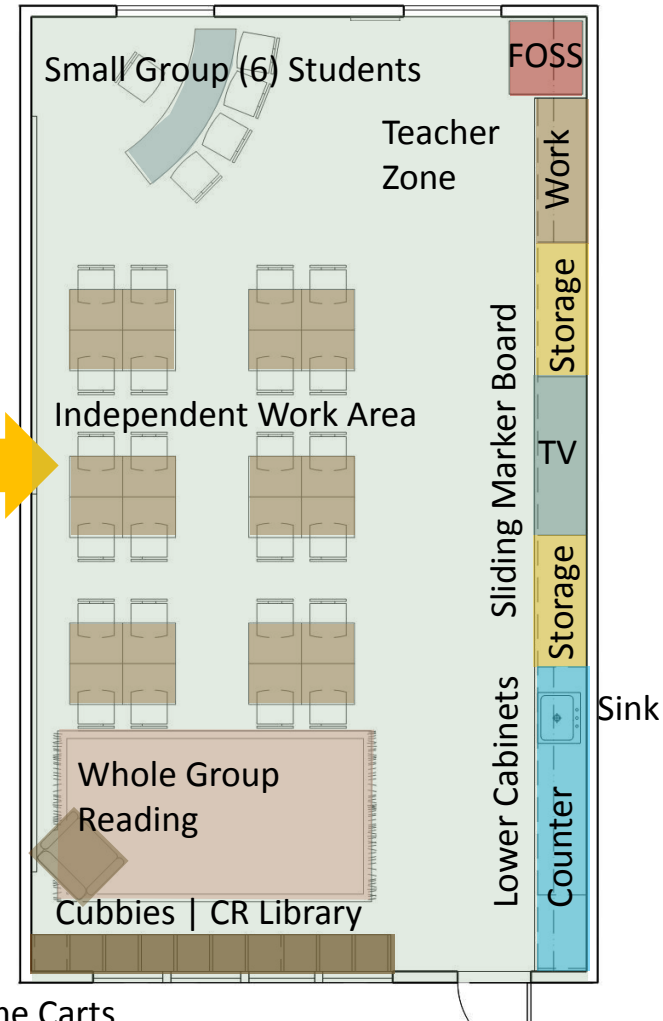 Small Group (6) Students
FOSS
Teacher
Zone
Work
Storage
Independent Work Area
Sliding Marker Board
TV
Storage
Sink
Lower Cabinets
Whole Group
Reading
Counter
Cubbies | CR Library
Carts